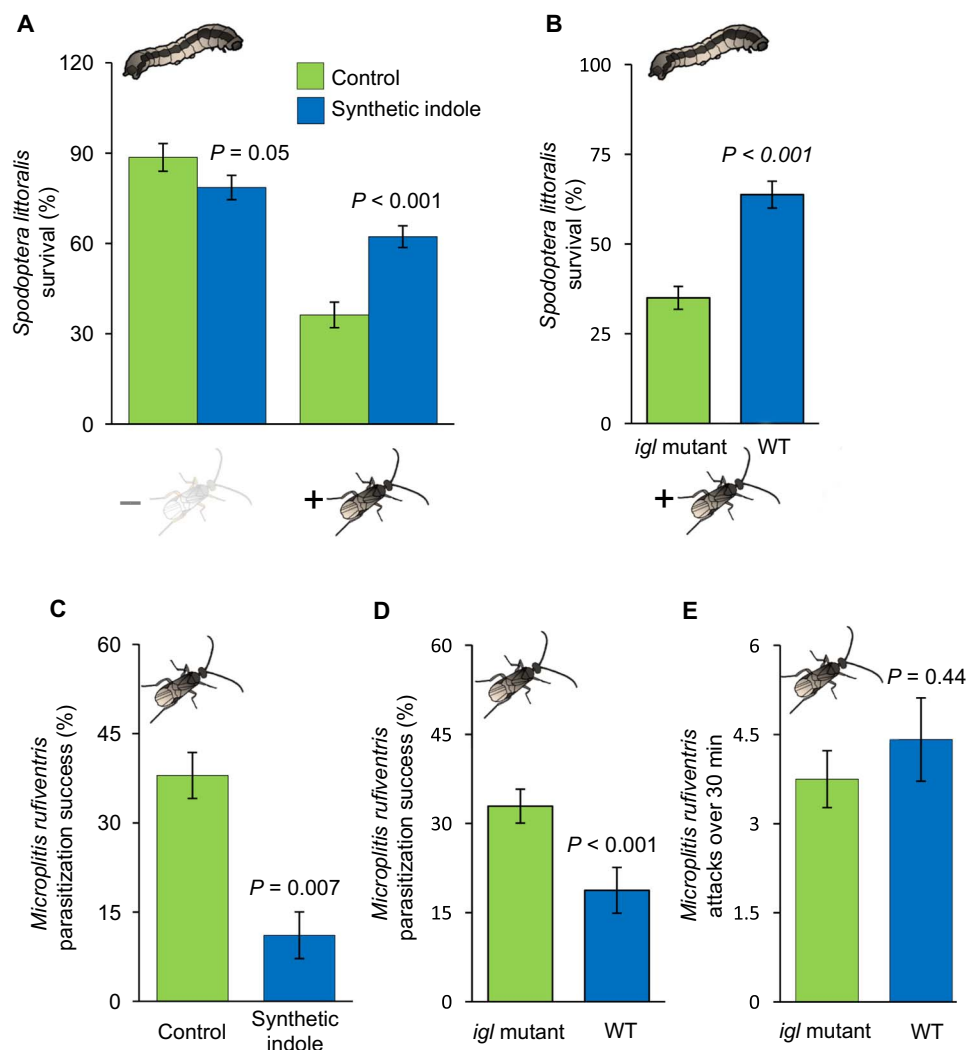 A
120
90
60
30
0
Spodoptera littoralis
survival (%)
Control
Synthetic indole
P = 0.05
P < 0.001
–
+
B
100
75
50
25
0
Spodoptera littoralis
survival (%)
P < 0.001
igl mutant
WT
+
C
60
45
30
15
0
Microplitis rufiventris
parasitization success (%)
P = 0.007
Control
Synthetic
indole
D
60
45
30
15
0
Microplitis rufiventris
parasitization success (%)
P < 0.001
igl mutant
WT
E
6
4.5
3
1.5
0
Microplitis rufiventris
attacks over 30 min
P = 0.44
igl mutant
WT